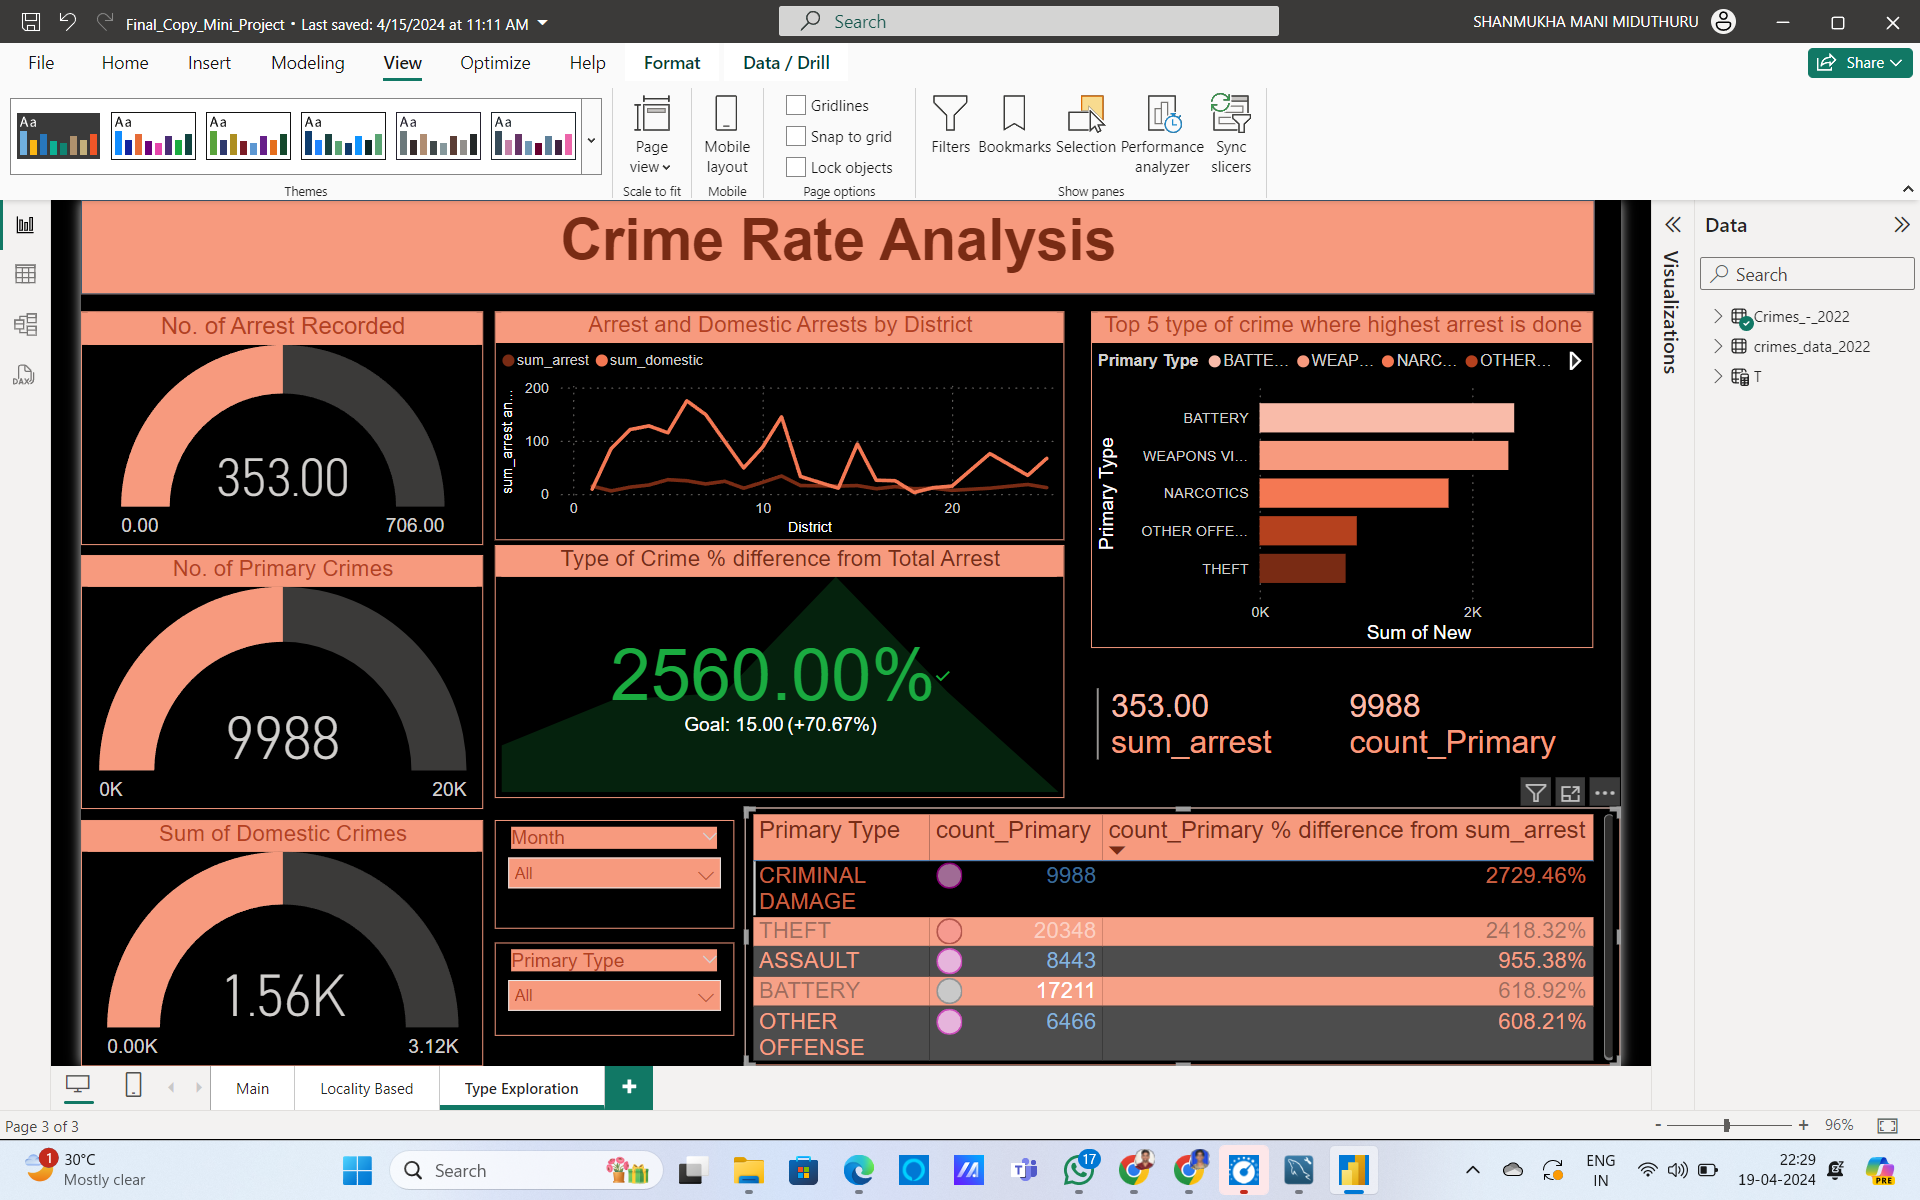 Final_Copy_Mini_Project • Last saved: 4/15/2024 at 11:11 AM
Search
SHANMUKHA MANI MIDUTHURU
File Home Insert Modeling View Optimize Help Format Data / Drill
Share
Aa Aa Aa Aa Aa Aa
Themes
Page view
Scale to fit
Mobile layout
Mobile
Gridlines
Snap to grid
Lock objects
Page options
Filters
Bookmarks
Selection
Performance analyzer
Sync slicers
Show panes
DAX
Crime Rate Analysis
No. of Arrest Recorded
353.00
0.00 706.00
No. of Primary Crimes
9988
0K 20K
Sum of Domestic Crimes
1.56K
0.00K 3.12K
Arrest and Domestic Arrests by District
sum_arrest sum_domestic
sum_arrest an...
200
100
0
0 10 20
District
Type of Crime % difference from Total Arrest
2560.00%
Goal: 15.00 (+70.67%)
Month
All
Primary Type
All
Top 5 type of crime where highest arrest is done
Primary Type BATTE... WEAP... NARC... OTHER...
Primary Type
BATTERY
WEAPONS VI...
NARCOTICS
OTHER OFFE...
THEFT
0K 2K
Sum of New
353.00 9988
sum_arrest count_Primary
Primary Type count_Primary count_Primary % difference from sum_arrest
CRIMINAL DAMAGE 9988 2729.46%
THEFT 20348 2418.32%
ASSAULT 8443 955.38%
BATTERY 17211 618.92%
OTHER OFFENSE 6466 608.21%
Visualizations
Data
Search
Crimes_-_2022
crimes_data_2022
T
Main Locality Based Type Exploration
Page 3 of 3
- + 96%
1
30°C
Mostly clear
Search
17
ENG
IN
22:29
19-04-2024
PRE